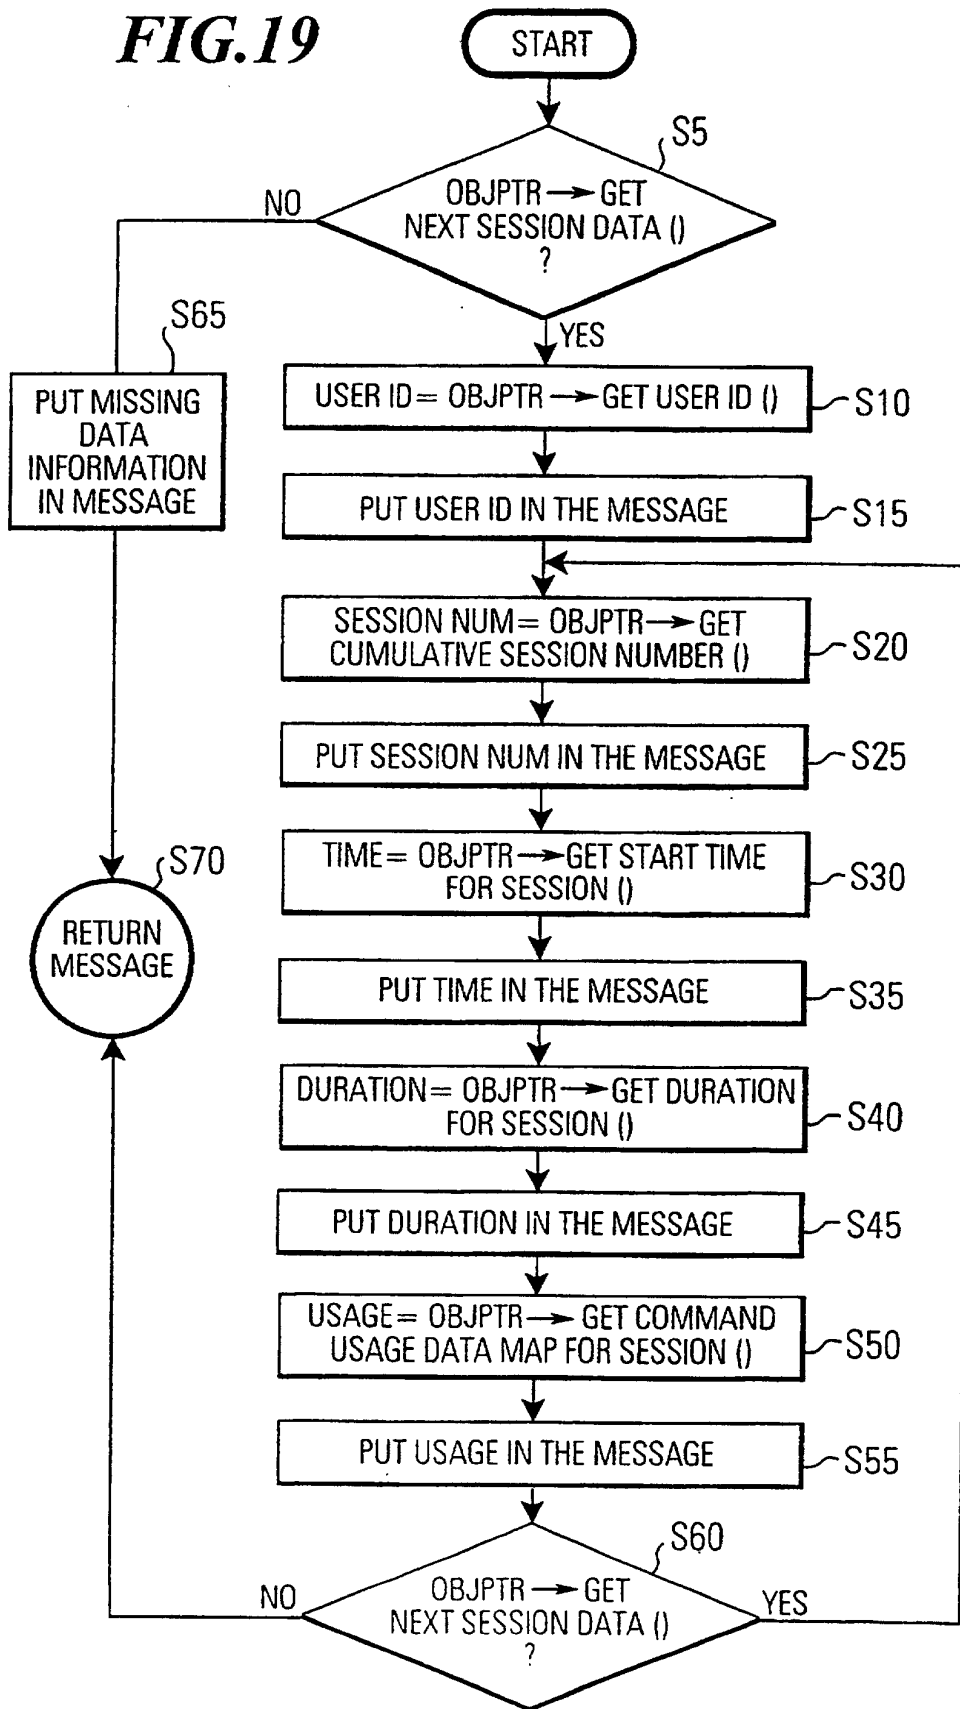 FIG.19
START
S5
OBJPTR → GET
NEXT SESSION DATA ()
?
NO
YES
S65
PUT MISSING
DATA
INFORMATION
IN MESSAGE
USER ID = OBJPTR → GET USER ID ()
S10
PUT USER ID IN THE MESSAGE
S15
SESSION NUM = OBJPTR → GET
CUMULATIVE SESSION NUMBER ()
S20
PUT SESSION NUM IN THE MESSAGE
S25
TIME = OBJPTR → GET START TIME
FOR SESSION ()
S30
S70
RETURN
MESSAGE
PUT TIME IN THE MESSAGE
S35
DURATION = OBJPTR → GET DURATION
FOR SESSION ()
S40
PUT DURATION IN THE MESSAGE
S45
USAGE = OBJPTR → GET COMMAND
USAGE DATA MAP FOR SESSION ()
S50
PUT USAGE IN THE MESSAGE
S55
S60
OBJPTR → GET
NEXT SESSION DATA ()
?
NO
YES